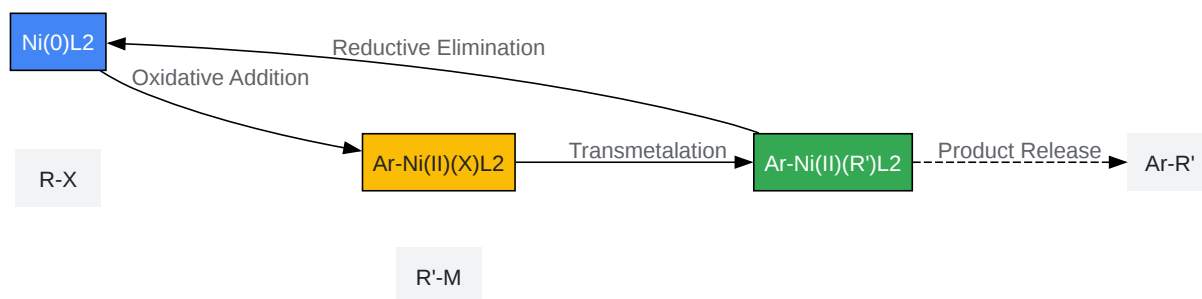 Ni(0)L2
Reductive Elimination
Oxidative Addition
Ar-Ni(II)(X)L2
Transmetalation
Ar-Ni(II)(R')L2
Product Release
Ar-R'
R-X
R'-M